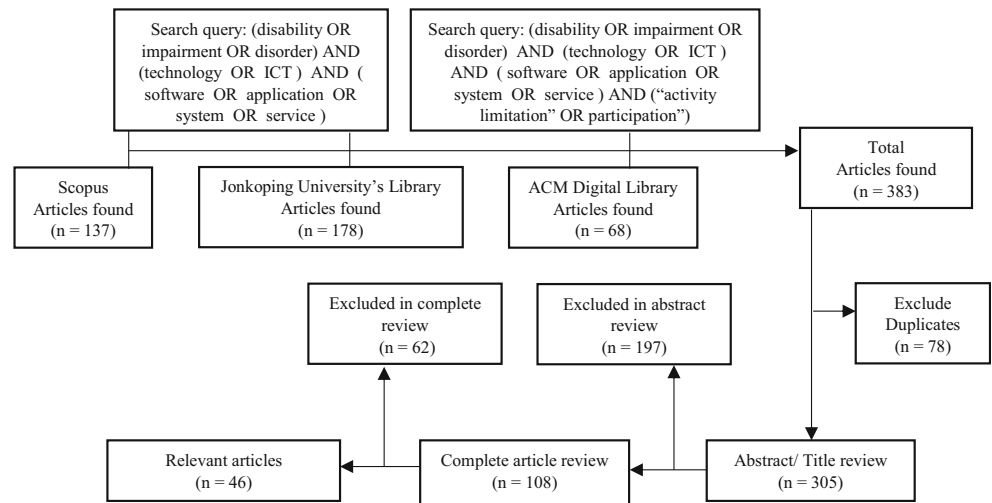 Search query: (disability OR
impairment OR disorder) AND
(technology OR ICT ) AND (
software OR application OR
system OR service )
Search query: (disability OR impairment OR
disorder) AND (technology OR ICT )
AND ( software OR application OR
system OR service ) AND (“activity
limitation” OR participation”)
Total
Articles found
(n = 383)
Scopus
Articles found
(n = 137)
Jonkoping University’s Library
Articles found
(n = 178)
ACM Digital Library
Articles found
(n = 68)
Excluded in complete
review
(n = 62)
Excluded in abstract
review
(n = 197)
Exclude
Duplicates
(n = 78)
Relevant articles
(n = 46)
Complete article review
(n = 108)
Abstract/ Title review
(n = 305)